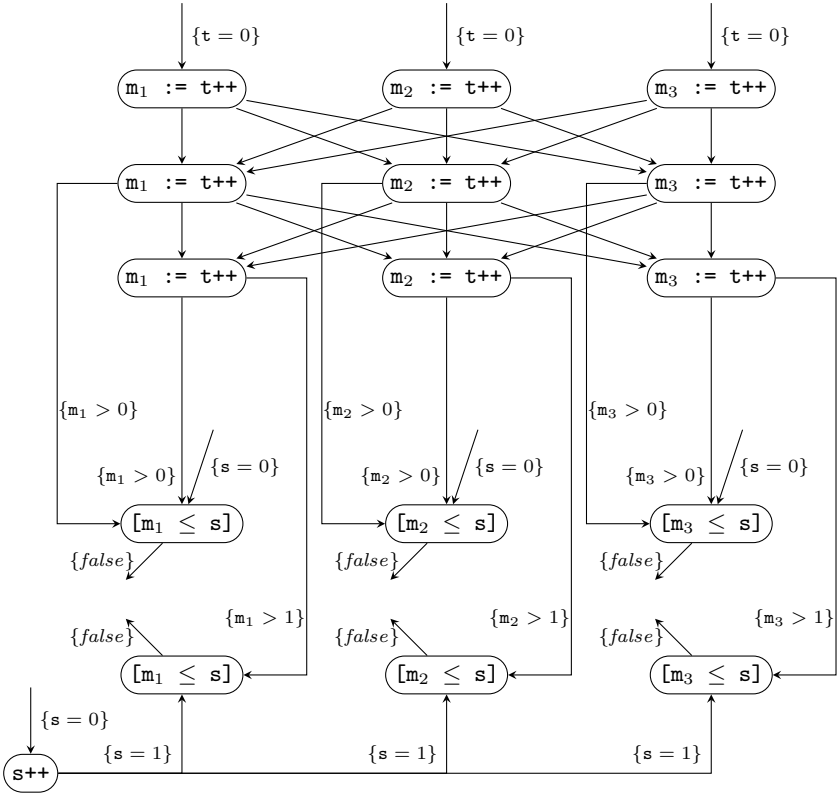 {t = 0} {t = 0} {t = 0}
m₁ := t++ m₂ := t++ m₃ := t++
m₁ := t++ m₂ := t++ m₃ := t++
m₁ := t++ m₂ := t++ m₃ := t++
{m₁ > 0} {m₂ > 0} {m₃ > 0}
{m₁ > 0} {s = 0} {m₂ > 0} {s = 0} {m₃ > 0} {s = 0}
[m₁ ≤ s] [m₂ ≤ s] [m₃ ≤ s]
{false} {false} {false}
{m₁ > 1} {m₂ > 1} {m₃ > 1}
{false} {false} {false}
[m₁ ≤ s] [m₂ ≤ s] [m₃ ≤ s]
{s = 0}
{s = 1} {s = 1} {s = 1}
s++